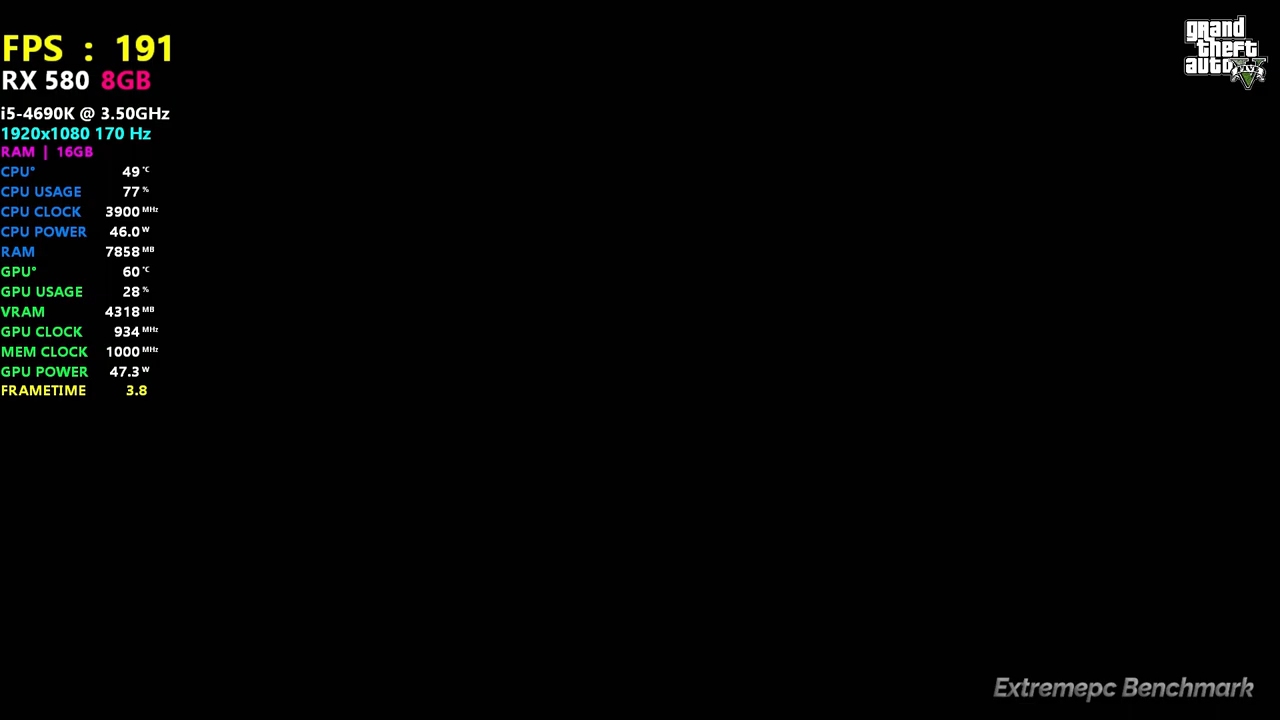 FPS : 191
RX 580 8GB
i5-4690K @ 3.50GHz
1920x1080 170 Hz
RAM | 16GB
CPU° 49 °C
CPU USAGE 77 %
CPU CLOCK 3900 MHz
CPU POWER 46.0 W
RAM 7858 MB
GPU° 60 °C
GPU USAGE 28 %
VRAM 4318 MB
GPU CLOCK 934 MHz
MEM CLOCK 1000 MHz
GPU POWER 47.3 W
FRAMETIME 3.8
grand
theft
auto V
Extremepc Benchmark